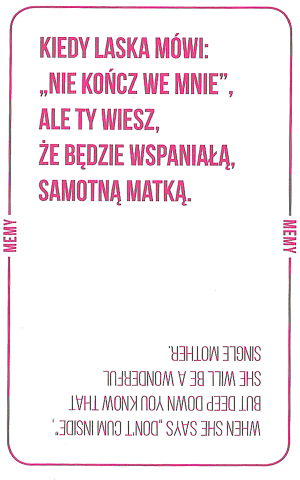 KIEDY LASKA MÓWI:
„NIE KOŃCZ WE MNIE”,
ALE TY WIESZ,
ŻE BĘDZIE WSPANIAŁĄ,
SAMOTNĄ MATKĄ.
MEMY
MEMY
WHEN SHE SAYS „DON'T CUM INSIDE”,
BUT DEEP DOWN YOU KNOW THAT
SHE WILL BE A WONDERFUL
SINGLE MOTHER.